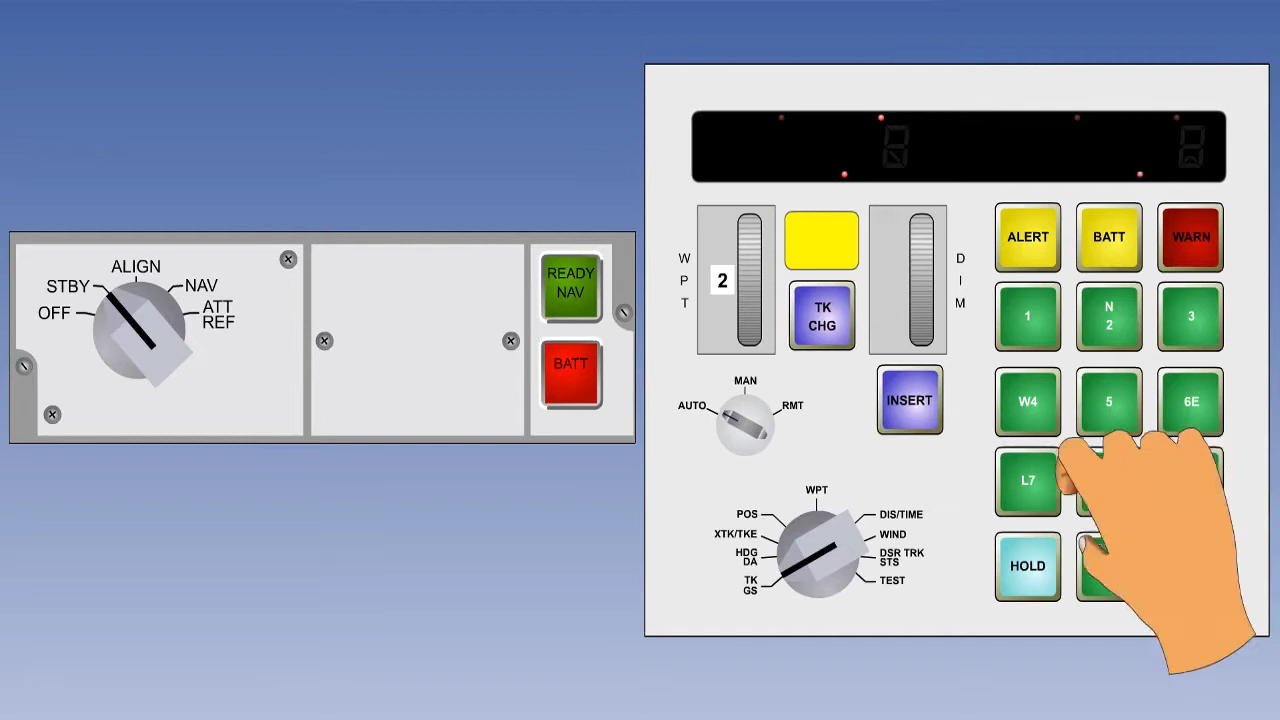 ALIGN
STBY
NAV
OFF
ATT
REF
READY
NAV
BATT
W
P
T
2
TK
CHG
D
I
M
ALERT
BATT
WARN
1
N
2
3
MAN
AUTO
RMT
INSERT
W4
5
6E
L7
WPT
POS
DIS/TIME
XTK/TKE
WIND
HDG
DA
DSR TRK
STS
TK
GS
TEST
HOLD